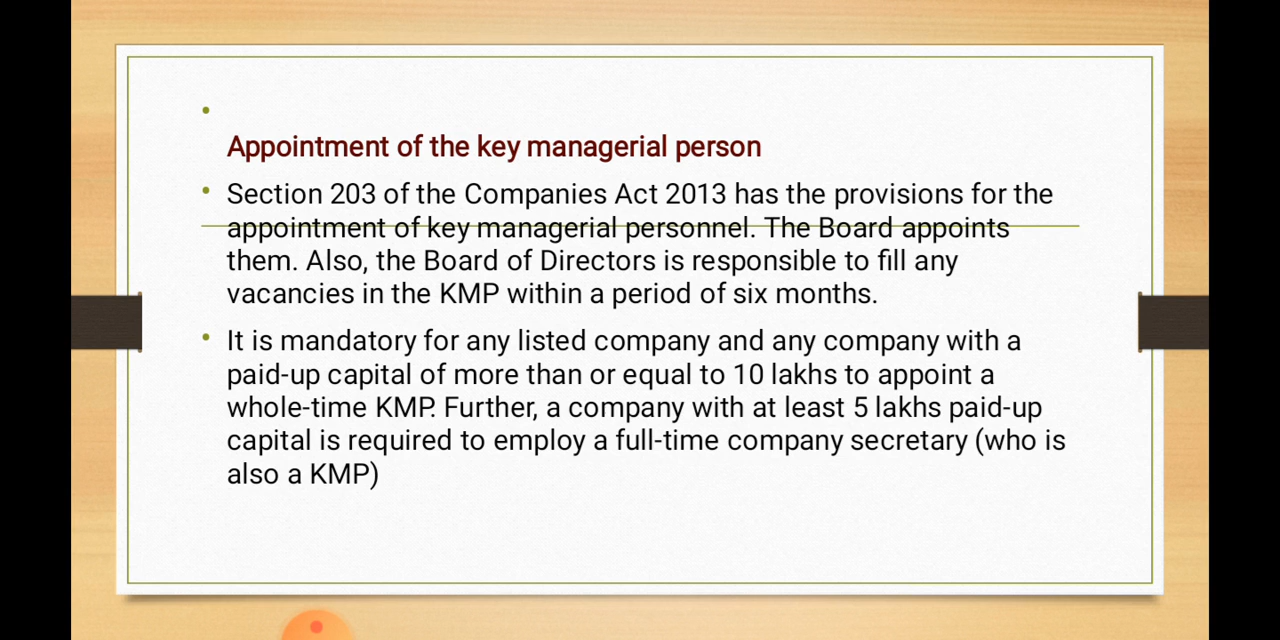 Appointment of the key managerial person
Section 203 of the Companies Act 2013 has the provisions for the
appointment of key managerial personnel. The Board appoints
them. Also, the Board of Directors is responsible to fill any
vacancies in the KMP within a period of six months.
It is mandatory for any listed company and any company with a
paid-up capital of more than or equal to 10 lakhs to appoint a
whole-time KMP. Further, a company with at least 5 lakhs paid-up
capital is required to employ a full-time company secretary (who is
also a KMP)